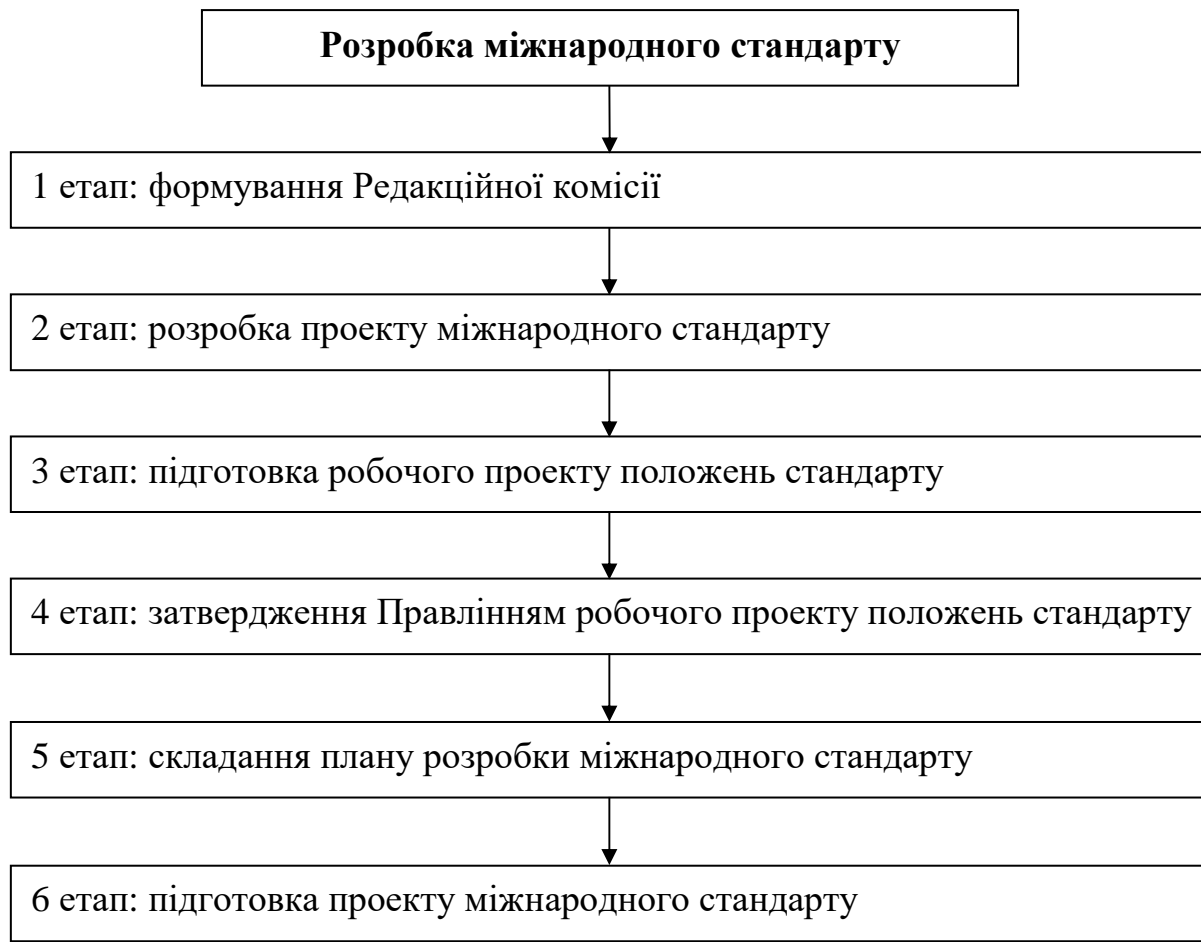 Розробка міжнародного стандарту
1 етап: формування Редакційної комісії
2 етап: розробка проекту міжнародного стандарту
3 етап: підготовка робочого проекту положень стандарту
4 етап: затвердження Правлінням робочого проекту положень стандарту
5 етап: складання плану розробки міжнародного стандарту
6 етап: підготовка проекту міжнародного стандарту